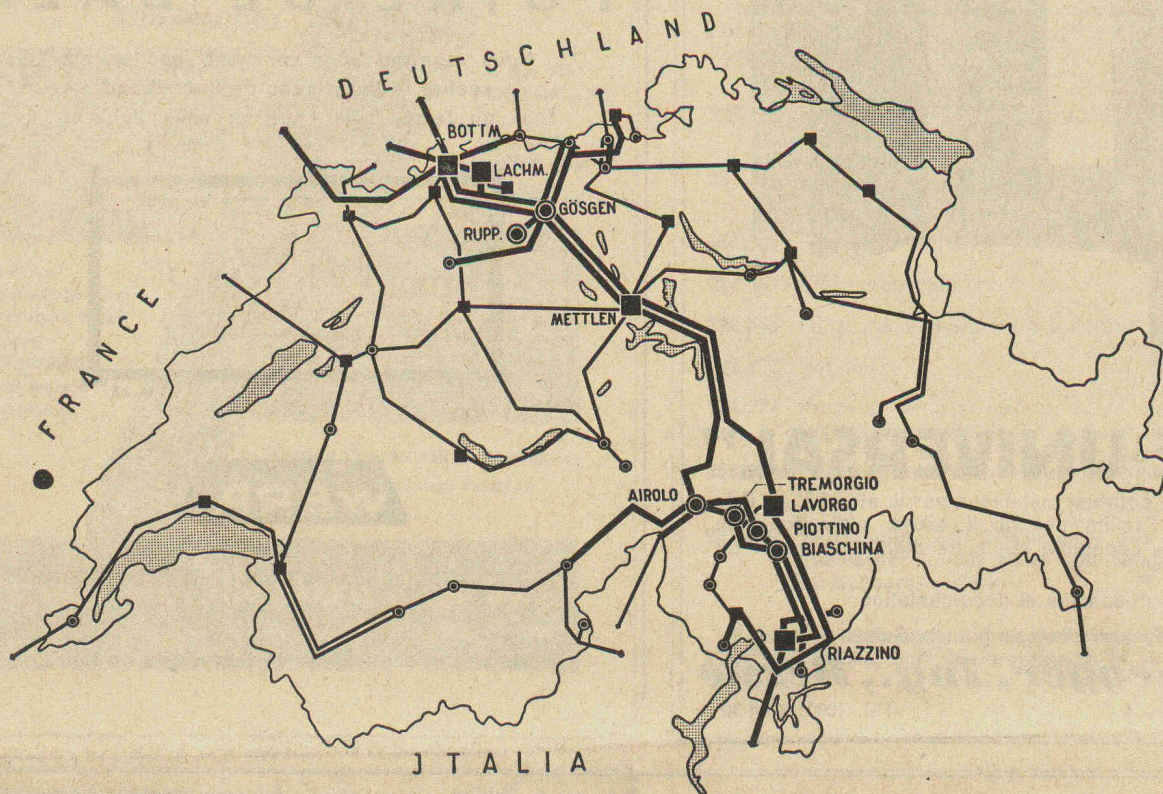 DEUTSCHLAND
BOTTM.
LACHM.
GÖSGEN
RUPP.
FRANCE
METTLEN
TREMORGIO
AIROLO
LAVORGO
PIOTTINO
BIASCHINA
RIAZZINO
JTALIA